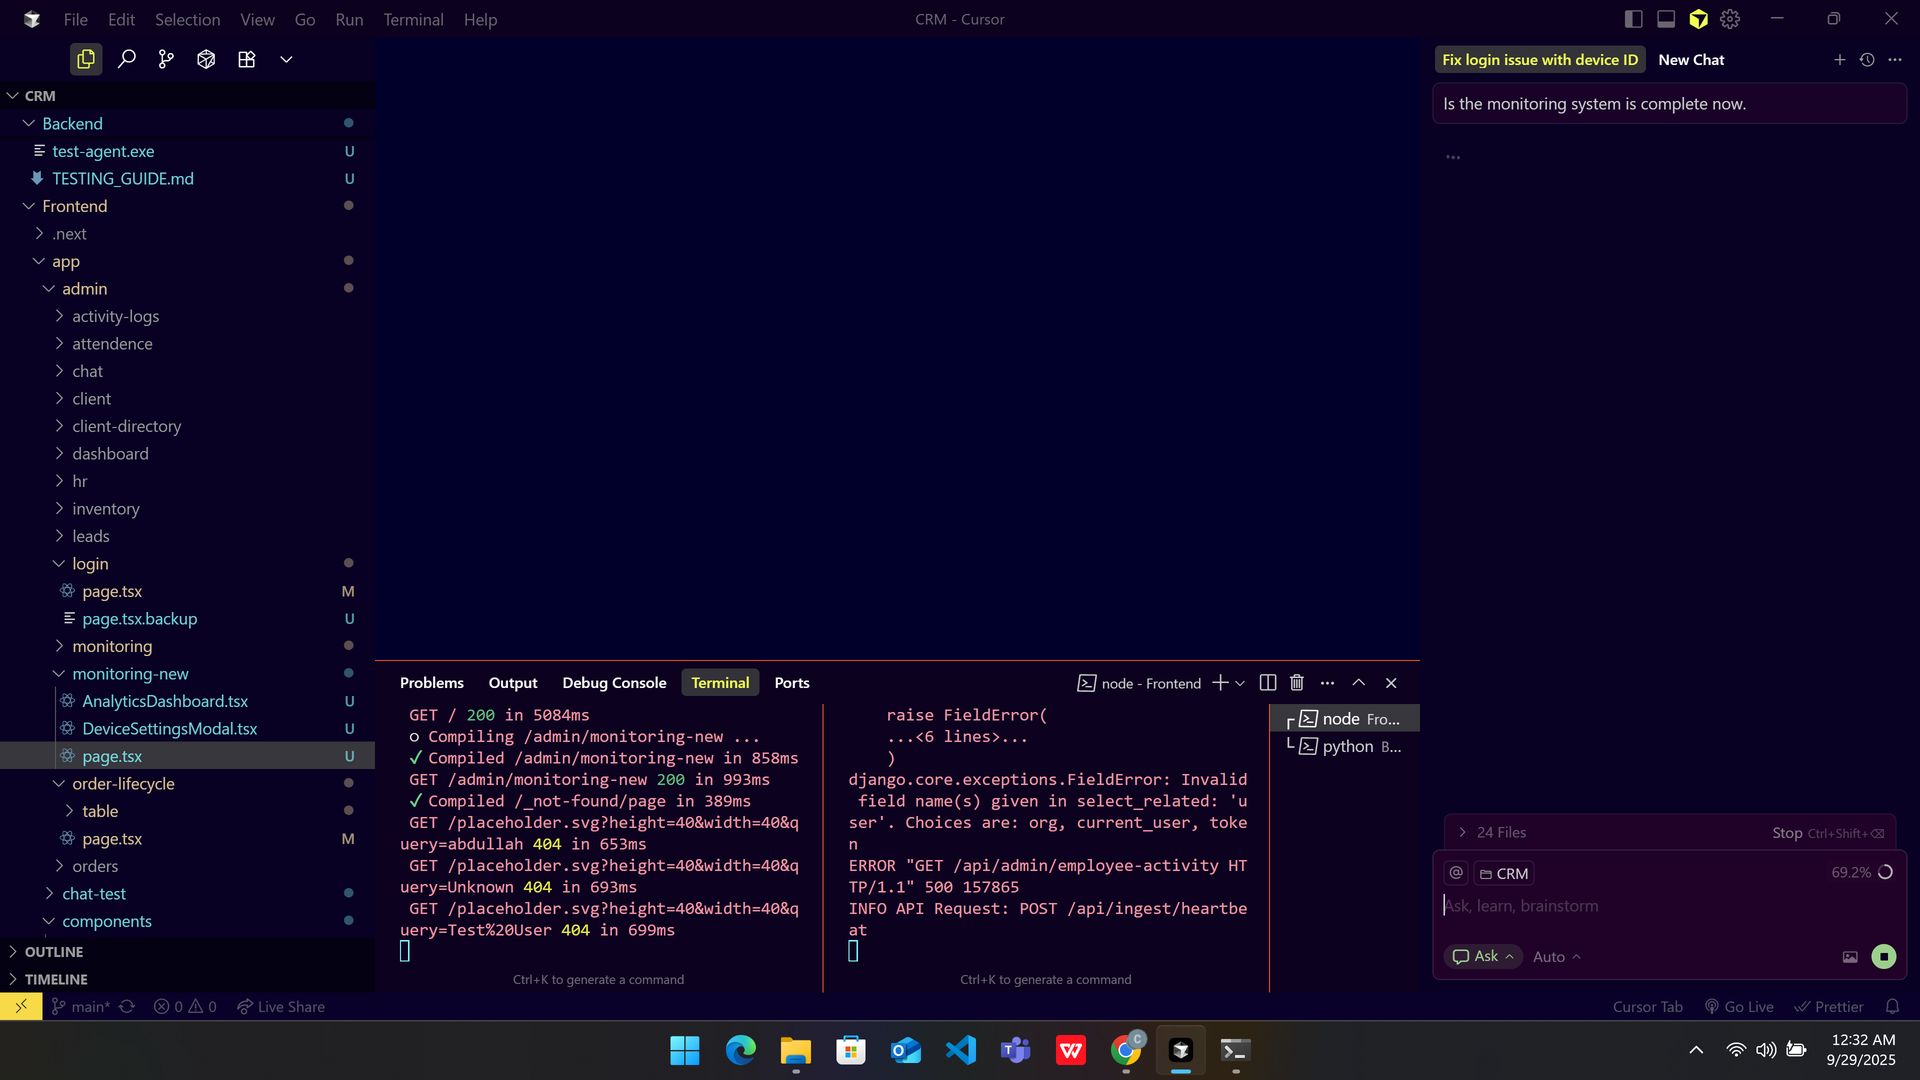 File Edit Selection View Go Run Terminal Help
CRM - Cursor
CRM
Backend
test-agent.exe U
TESTING_GUIDE.md U
Frontend
.next
app
admin
activity-logs
attendence
chat
client
client-directory
dashboard
hr
inventory
leads
login
page.tsx M
page.tsx.backup U
monitoring
monitoring-new
AnalyticsDashboard.tsx U
DeviceSettingsModal.tsx U
page.tsx U
order-lifecycle
table
page.tsx M
orders
chat-test
components
OUTLINE
TIMELINE
Problems Output Debug Console Terminal Ports
node - Frontend
GET / 200 in 5084ms
○ Compiling /admin/monitoring-new ...
✓ Compiled /admin/monitoring-new in 858ms
GET /admin/monitoring-new 200 in 993ms
✓ Compiled /_not-found/page in 389ms
GET /placeholder.svg?height=40&width=40&q
uery=abdullah 404 in 653ms
GET /placeholder.svg?height=40&width=40&q
uery=Unknown 404 in 693ms
GET /placeholder.svg?height=40&width=40&q
uery=Test%20User 404 in 699ms
Ctrl+K to generate a command
raise FieldError(
...<6 lines>...
)
django.core.exceptions.FieldError: Invalid
field name(s) given in select_related: 'u
ser'. Choices are: org, current_user, toke
n
ERROR "GET /api/admin/employee-activity HT
TP/1.1" 500 157865
INFO API Request: POST /api/ingest/heartbe
at
Ctrl+K to generate a command
node Fro...
python B...
Fix login issue with device ID New Chat
Is the monitoring system is complete now.
...
24 Files Stop Ctrl+Shift+⌫
@ CRM 69.2%
Ask, learn, brainstorm
Ask Auto
main* 0 0 Live Share
Cursor Tab Go Live Prettier
12:32 AM
9/29/2025